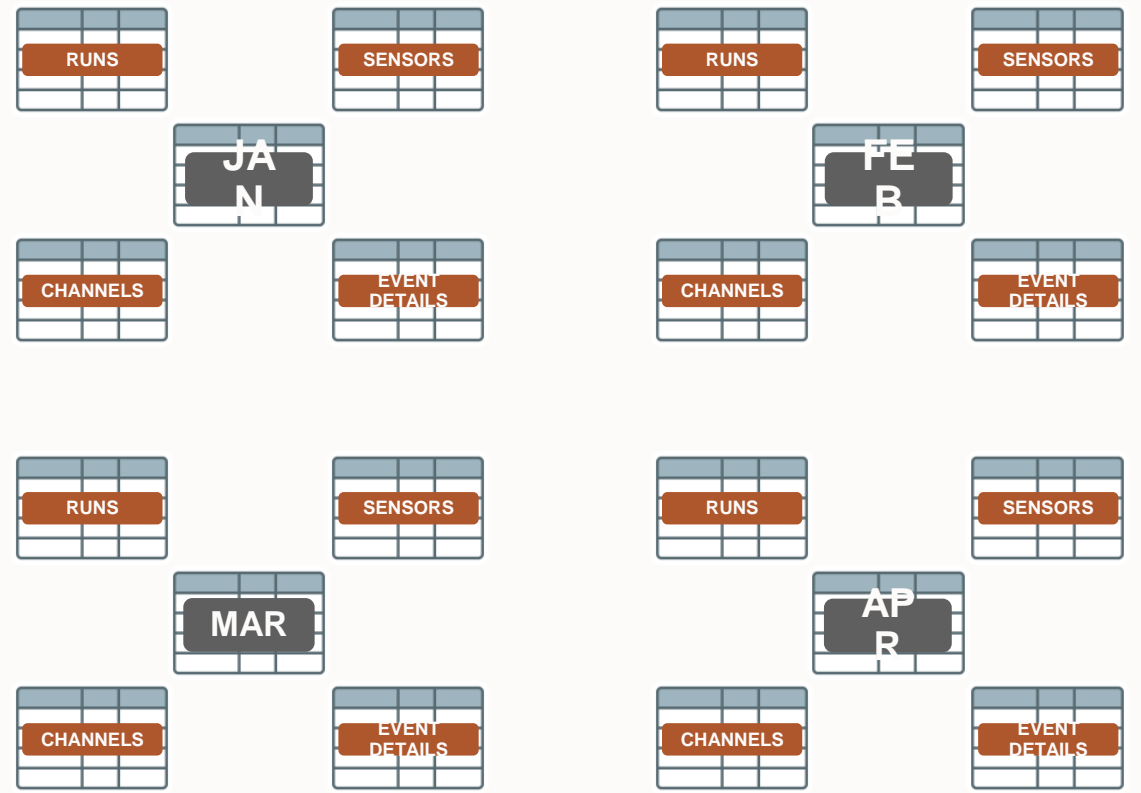 RUNS
SENSORS
JA
N
CHANNELS
EVENT
DETAILS
RUNS
SENSORS
FE
B
CHANNELS
EVENT
DETAILS
RUNS
SENSORS
MAR
CHANNELS
EVENT
DETAILS
RUNS
SENSORS
AP
R
CHANNELS
EVENT
DETAILS